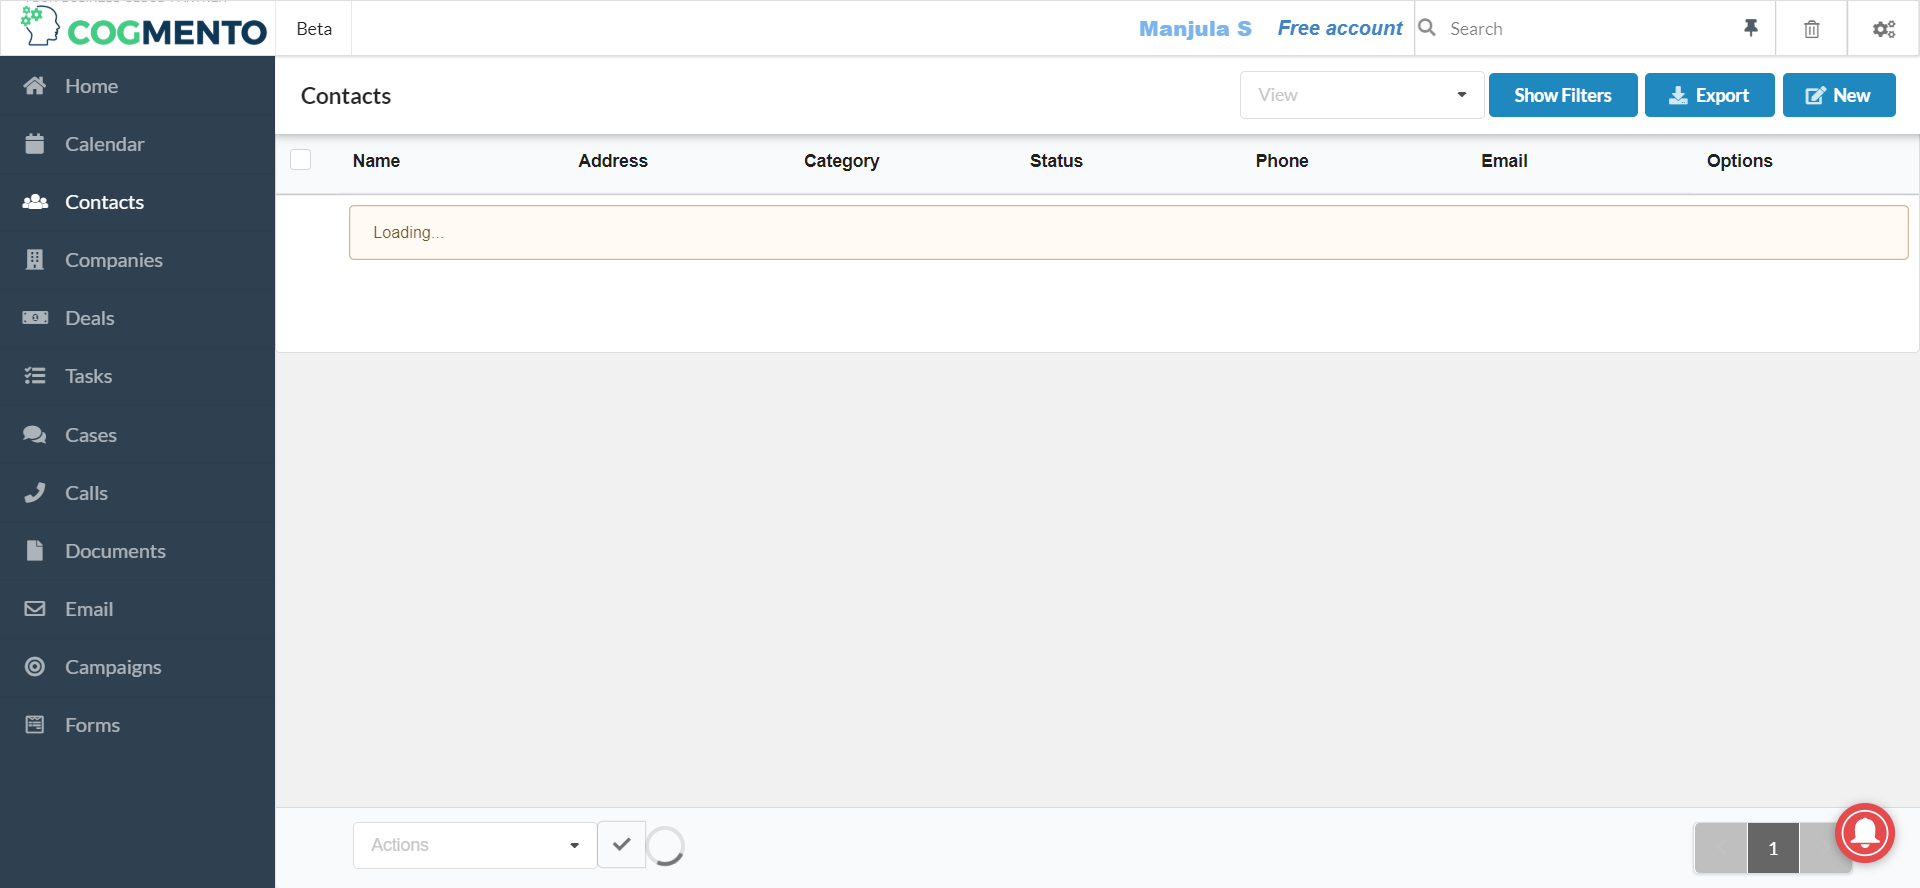 COGMENTO
Beta
Manjula S
Free account
Search
Home
Calendar
Contacts
Companies
Deals
Tasks
Cases
Calls
Documents
Email
Campaigns
Forms
Contacts
View
Show Filters
Export
New
Name Address Category Status Phone Email Options
Loading...
Actions
1